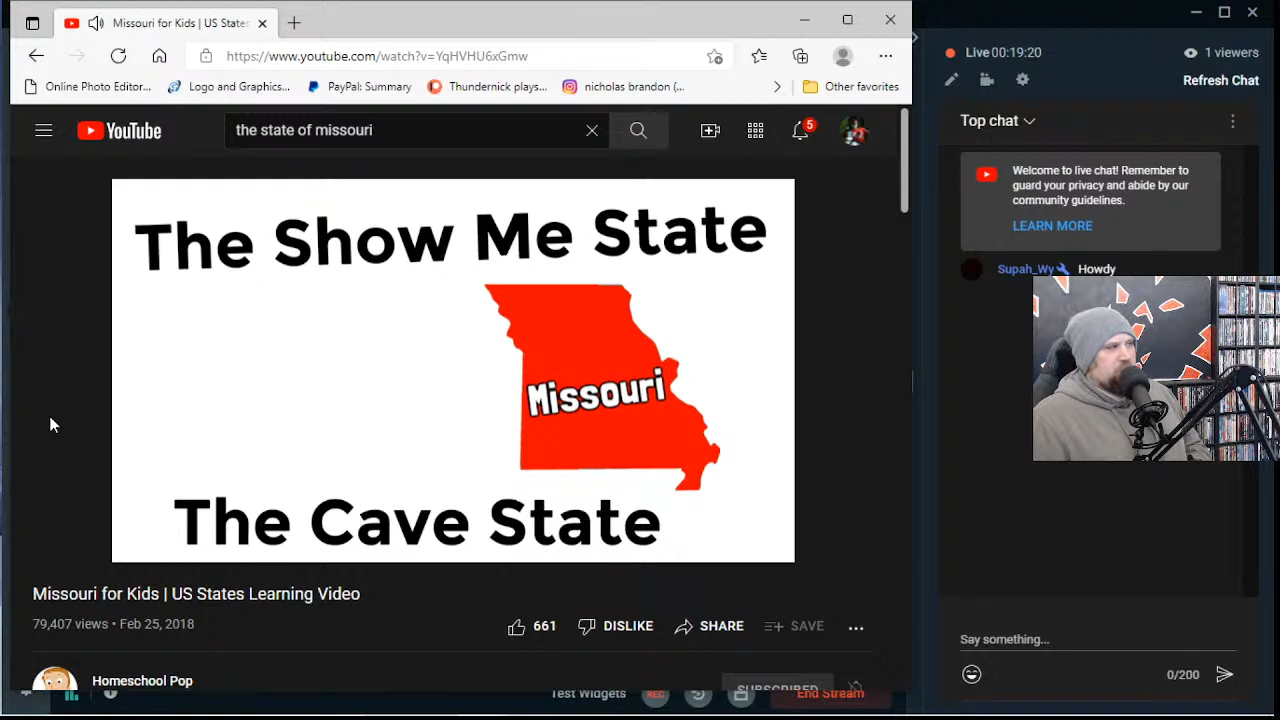 Missouri for Kids | US States
https://www.youtube.com/watch?v=YqHVHU6xGmw
Online Photo Editor... Logo and Graphics... PayPal: Summary Thundernick plays... nicholas brandon (... Other favorites
YouTube
the state of missouri
5
The Show Me State
Missouri
The Cave State
Missouri for Kids | US States Learning Video
79,407 views • Feb 25, 2018
661 DISLIKE SHARE SAVE
Homeschool Pop
SUBSCRIBED
Test Widgets REC End Stream
Live 00:19:20 1 viewers
Refresh Chat
Top chat
Welcome to live chat! Remember to
guard your privacy and abide by our
community guidelines.
LEARN MORE
Supah_Wy Howdy
Say something...
0/200